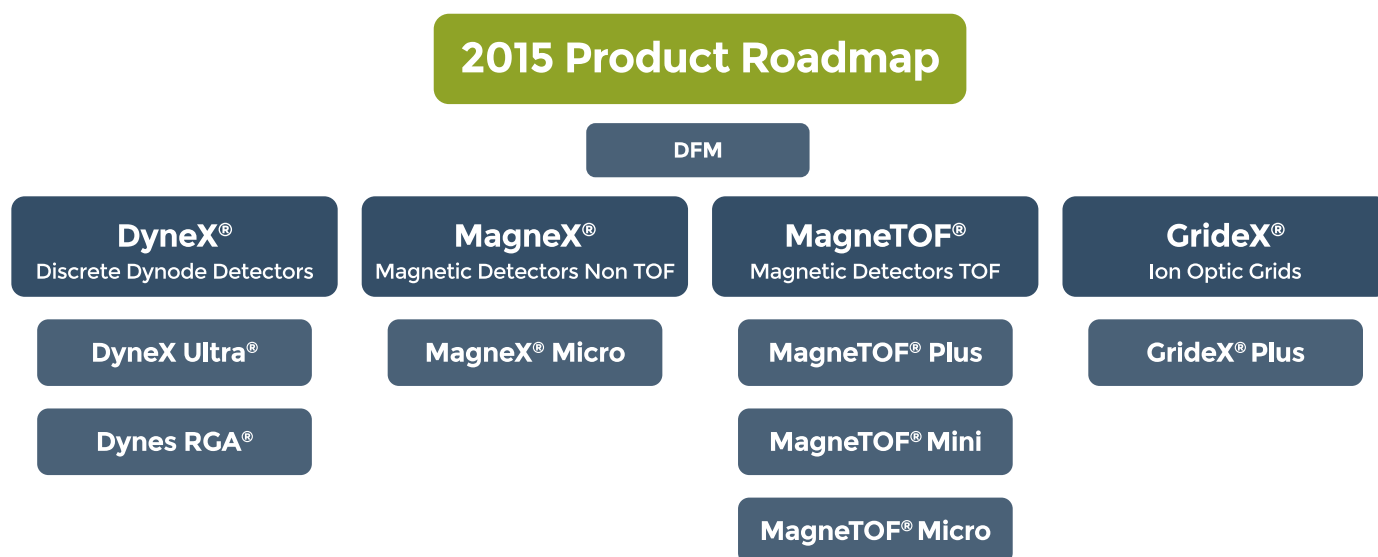 2015 Product Roadmap
DFM
DyneX®
Discrete Dynode Detectors
MagneX®
Magnetic Detectors Non TOF
MagneTOF®
Magnetic Detectors TOF
GrideX®
Ion Optic Grids
DyneX Ultra®
MagneX® Micro
MagneTOF® Plus
GrideX® Plus
Dynes RGA®
MagneTOF® Mini
MagneTOF® Micro